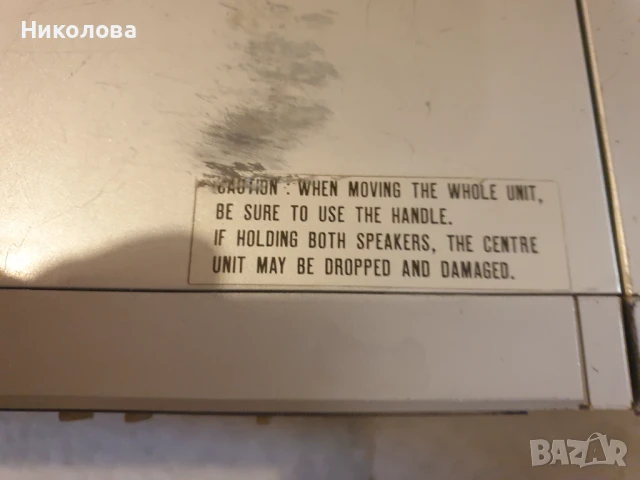 Николова
CAUTION : WHEN MOVING THE WHOLE UNIT,
BE SURE TO USE THE HANDLE.
IF HOLDING BOTH SPEAKERS, THE CENTRE
UNIT MAY BE DROPPED AND DAMAGED.
BAZAR